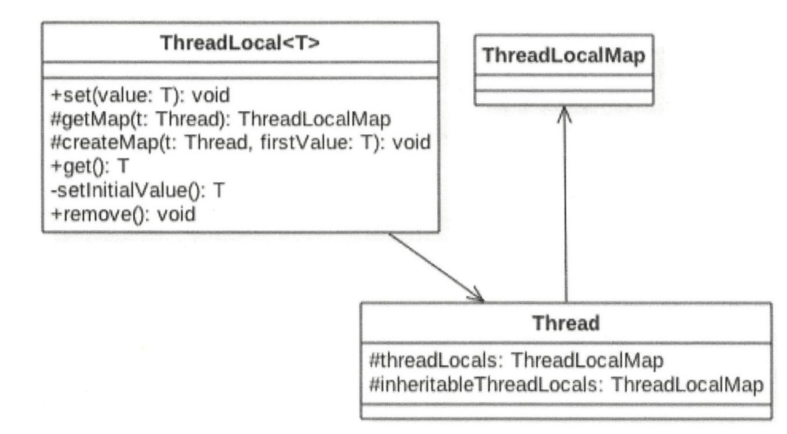 ThreadLocal<T>
+set(value: T): void
#getMap(t: Thread): ThreadLocalMap
#createMap(t: Thread, firstValue: T): void
+get(): T
-setInitialValue(): T
+remove(): void
ThreadLocalMap
Thread
#threadLocals: ThreadLocalMap
#inheritableThreadLocals: ThreadLocalMap